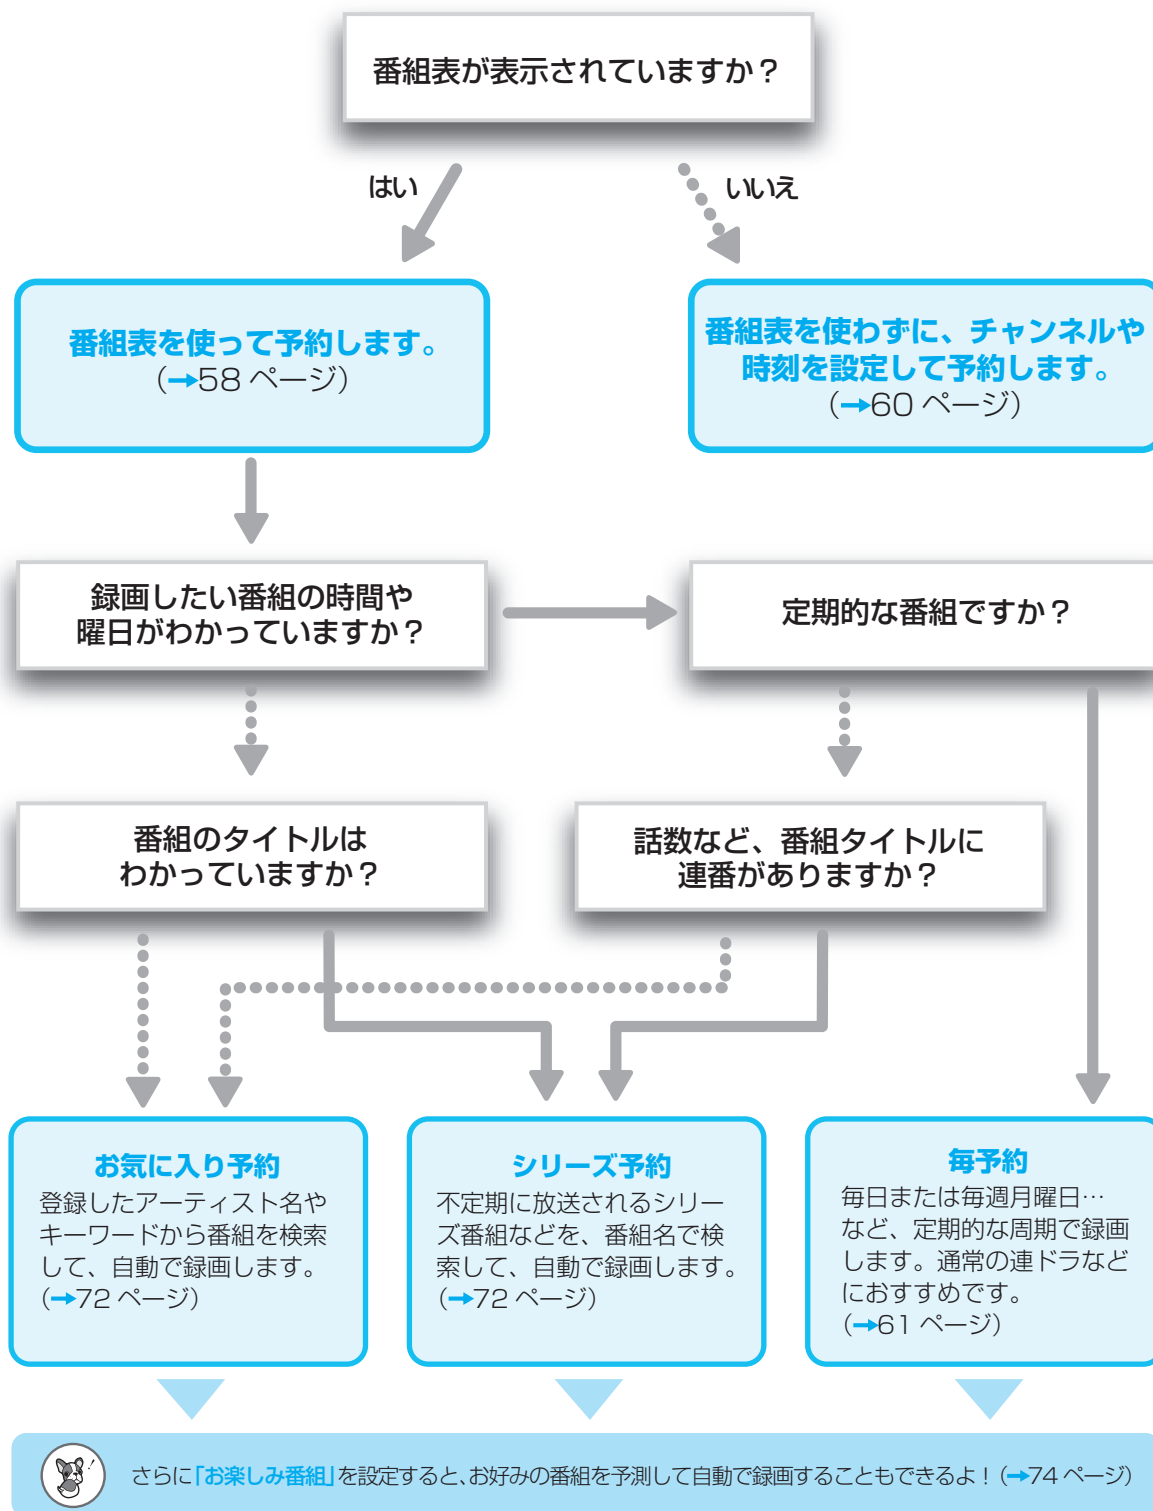 番組表が表示されていますか？
はい
いいえ
番組表を使って予約します。
（→58 ページ）
番組表を使わずに、チャンネルや
時刻を設定して予約します。
（→60 ページ）
録画したい番組の時間や
曜日がわかっていますか？
定期的な番組ですか？
番組のタイトルは
わかっていますか？
話数など、番組タイトルに
連番がありますか？
お気に入り予約
登録したアーティスト名や
キーワードから番組を検索
して、自動で録画します。
（→72 ページ）
シリーズ予約
不定期に放送されるシリー
ズ番組などを、番組名で検
索して、自動で録画します。
（→72 ページ）
毎予約
毎日または毎週月曜日…
など、定期的な周期で録画
します。通常の連ドラなど
におすすめです。
（→61 ページ）
さらに「お楽しみ番組」を設定すると、お好みの番組を予測して自動で録画することもできるよ！（→74 ページ）